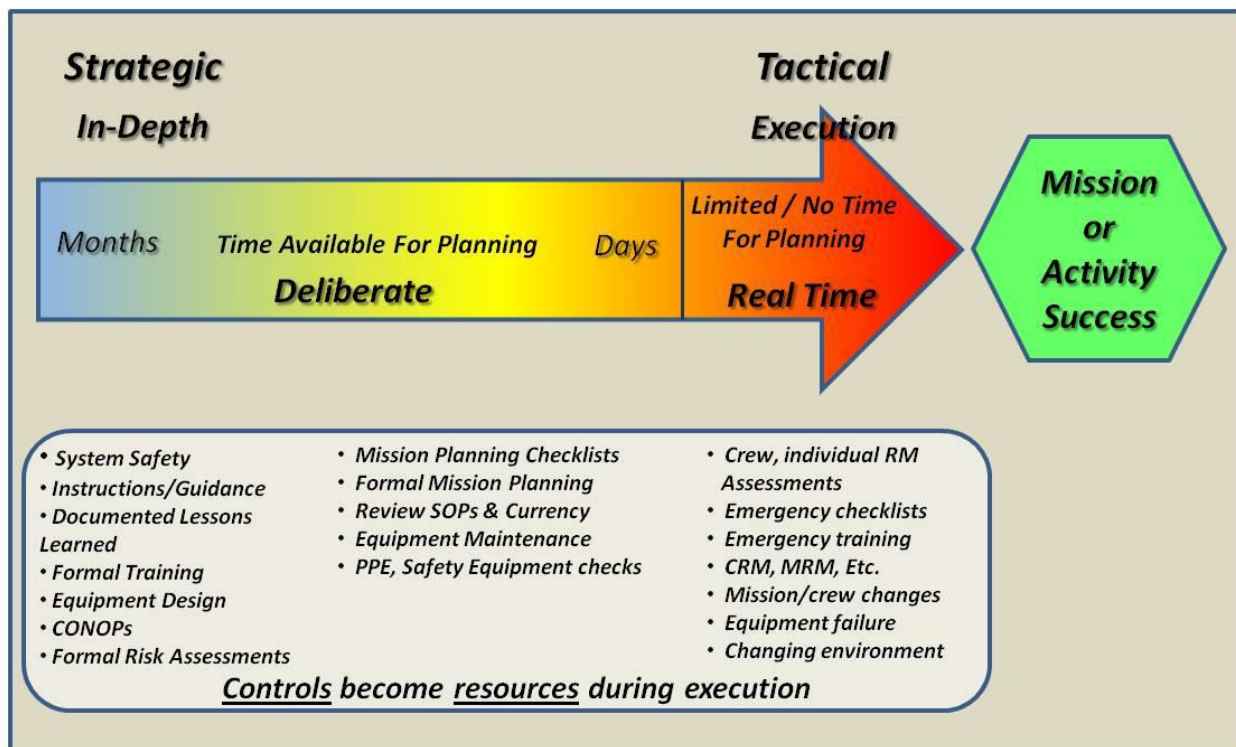 Strategic
In-Depth
Tactical
Execution
Months
Time Available For Planning
Deliberate
Days
Limited / No Time
For Planning
Real Time
Mission
or
Activity
Success
• System Safety
• Instructions/Guidance
• Documented Lessons
Learned
• Formal Training
• Equipment Design
• CONOPs
• Formal Risk Assessments
• Mission Planning Checklists
• Formal Mission Planning
• Review SOPs & Currency
• Equipment Maintenance
• PPE, Safety Equipment checks
• Crew, individual RM
Assessments
• Emergency checklists
• Emergency training
• CRM, MRM, Etc.
• Mission/crew changes
• Equipment failure
• Changing environment
Controls become resources during execution